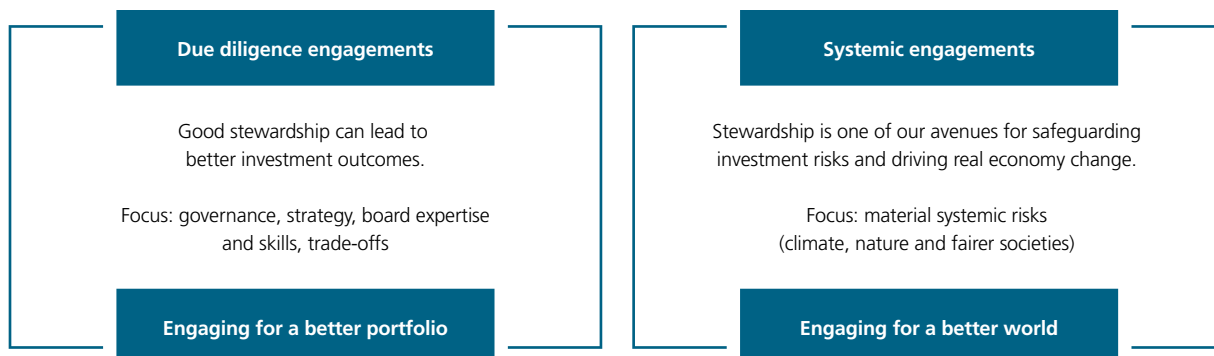 Due diligence engagements
Good stewardship can lead to
better investment outcomes.
Focus: governance, strategy, board expertise
and skills, trade-offs
Engaging for a better portfolio
Systemic engagements
Stewardship is one of our avenues for safeguarding
investment risks and driving real economy change.
Focus: material systemic risks
(climate, nature and fairer societies)
Engaging for a better world